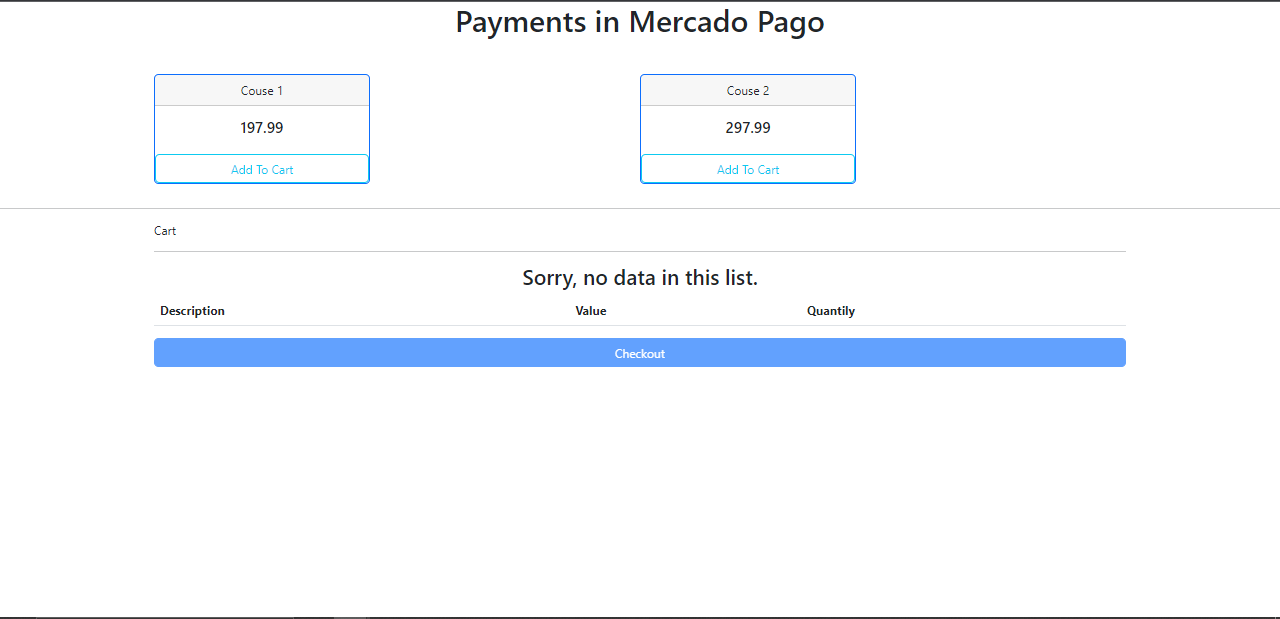 Payments in Mercado Pago
Couse 1
Couse 2
197.99
297.99
Add To Cart
Add To Cart
Cart
Sorry, no data in this list.
Description Value Quantily
Checkout